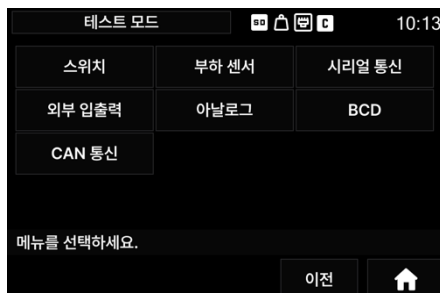 테스트 모드 SD C 10:13
스위치 부하 센서 시리얼 통신
외부 입출력 아날로그 BCD
CAN 통신
메뉴를 선택하세요.
이전